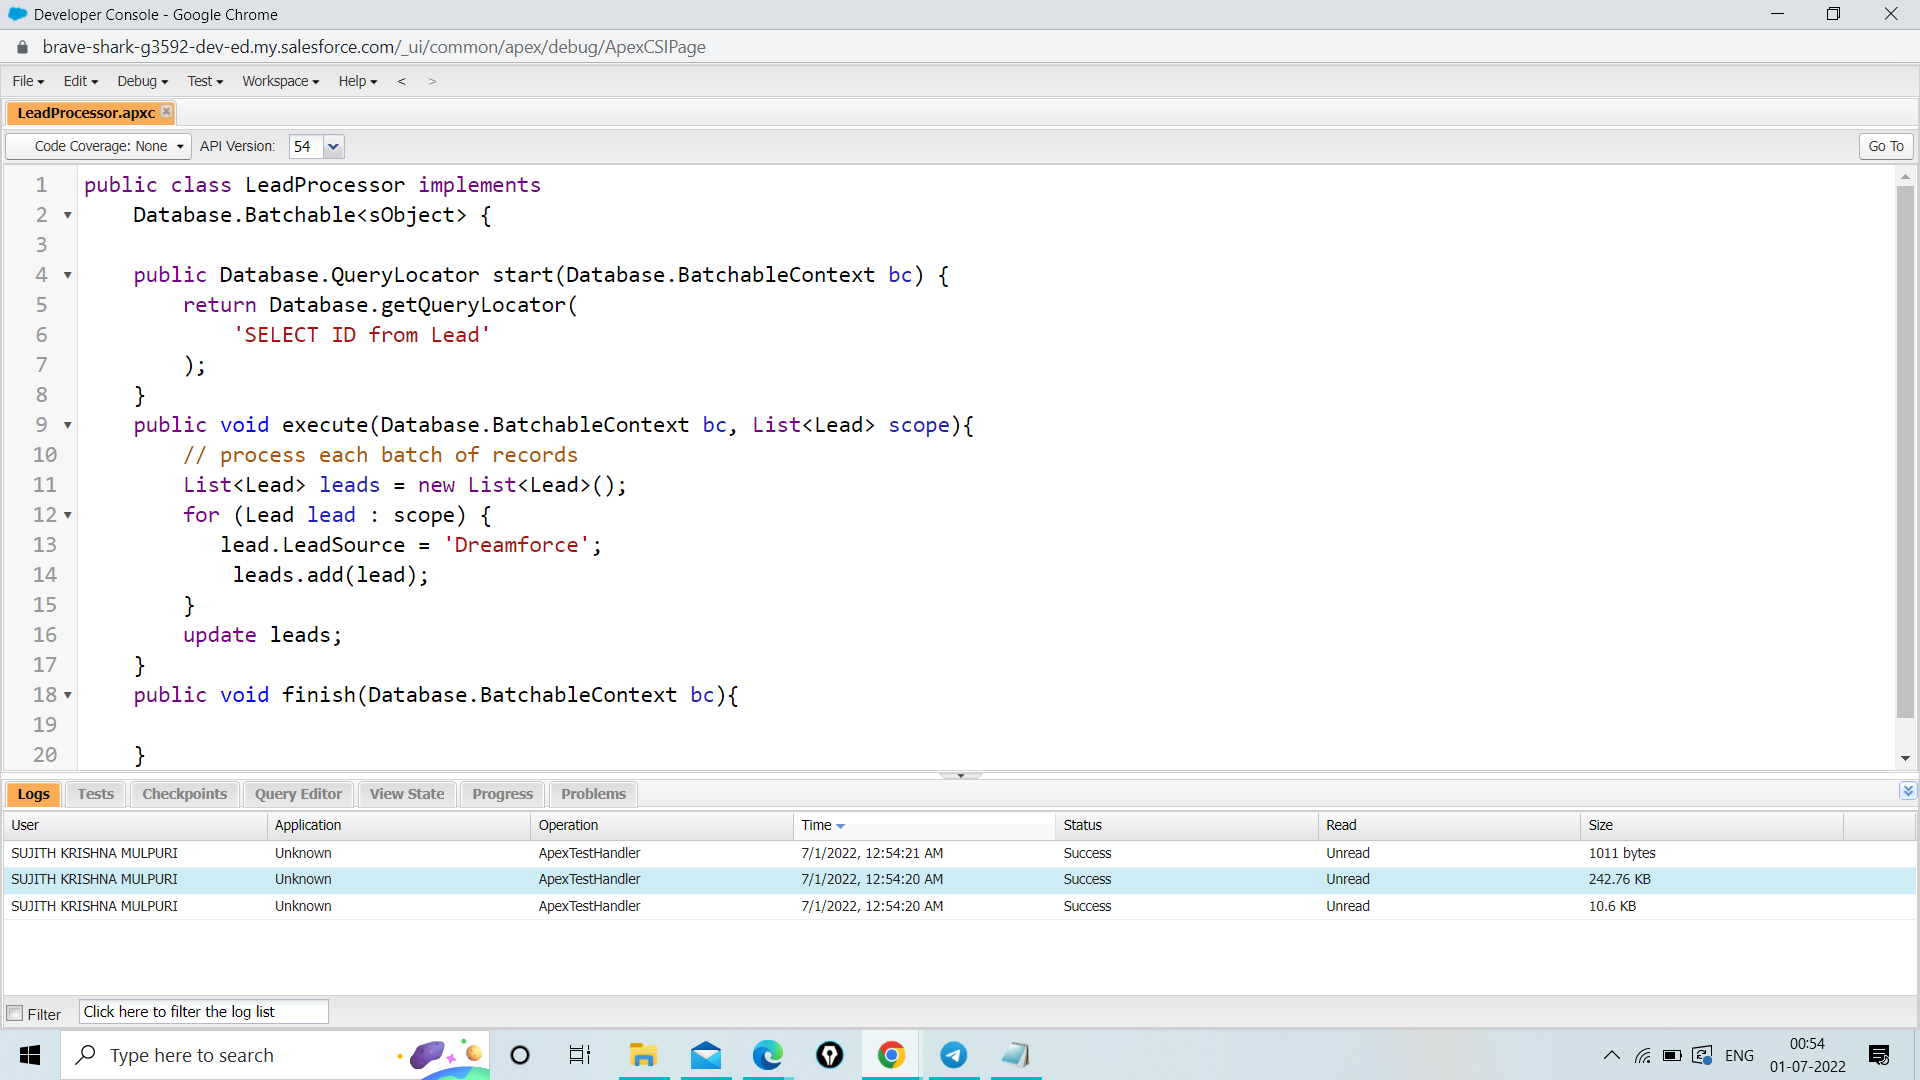 Developer Console - Google Chrome
brave-shark-g3592-dev-ed.my.salesforce.com/_ui/common/apex/debug/ApexCSIPage
File Edit Debug Test Workspace Help < >
LeadProcessor.apxc
Code Coverage: None API Version: 54 Go To
1 public class LeadProcessor implements
2 Database.Batchable<sObject> {
3
4 public Database.QueryLocator start(Database.BatchableContext bc) {
5 return Database.getQueryLocator(
6 'SELECT ID from Lead'
7 );
8 }
9 public void execute(Database.BatchableContext bc, List<Lead> scope){
10 // process each batch of records
11 List<Lead> leads = new List<Lead>();
12 for (Lead lead : scope) {
13 lead.LeadSource = 'Dreamforce';
14 leads.add(lead);
15 }
16 update leads;
17 }
18 public void finish(Database.BatchableContext bc){
19
20 }
Logs Tests Checkpoints Query Editor View State Progress Problems
User Application Operation Time Status Read Size
SUJITH KRISHNA MULPURI Unknown ApexTestHandler 7/1/2022, 12:54:21 AM Success Unread 1011 bytes
SUJITH KRISHNA MULPURI Unknown ApexTestHandler 7/1/2022, 12:54:20 AM Success Unread 242.76 KB
SUJITH KRISHNA MULPURI Unknown ApexTestHandler 7/1/2022, 12:54:20 AM Success Unread 10.6 KB
Filter Click here to filter the log list
Type here to search
ENG
00:54
01-07-2022